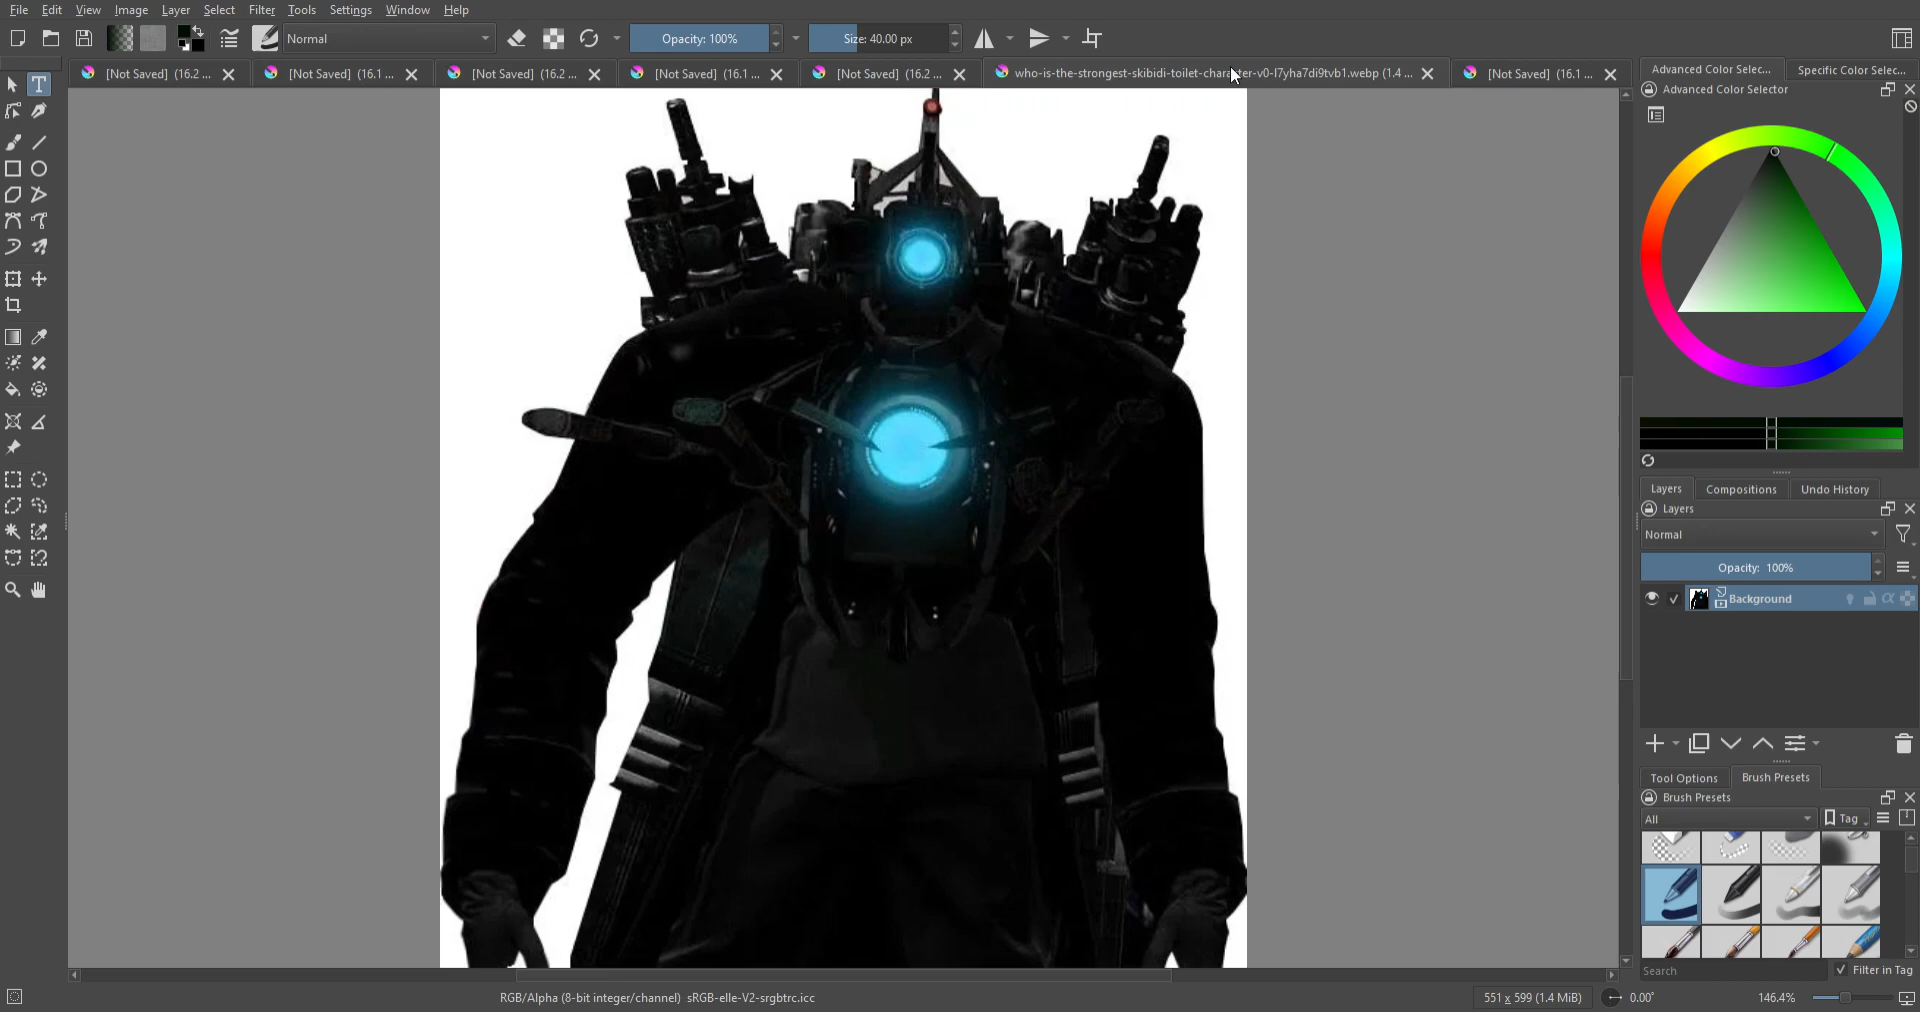 File Edit View Image Layer Select Filter Tools Settings Window Help
Normal
Opacity: 100%
Size: 40.00 px
[Not Saved] (16.2 ...
[Not Saved] (16.1 ...
[Not Saved] (16.2 ...
[Not Saved] (16.1 ...
[Not Saved] (16.2 ...
who-is-the-strongest-skibidi-toilet-character-v0-l7yha7di9tvb1.webp (1.4 ...
[Not Saved] (16.1 ...
Advanced Color Selec...
Specific Color Selec...
Advanced Color Selector
Layers
Compositions
Undo History
Layers
Normal
Opacity: 100%
Background
Tool Options
Brush Presets
Brush Presets
All
Tag
Search
Filter in Tag
RGB/Alpha (8-bit integer/channel) sRGB-elle-V2-srgbtrc.icc
551 x 599 (1.4 MiB)
0.00°
146.4%